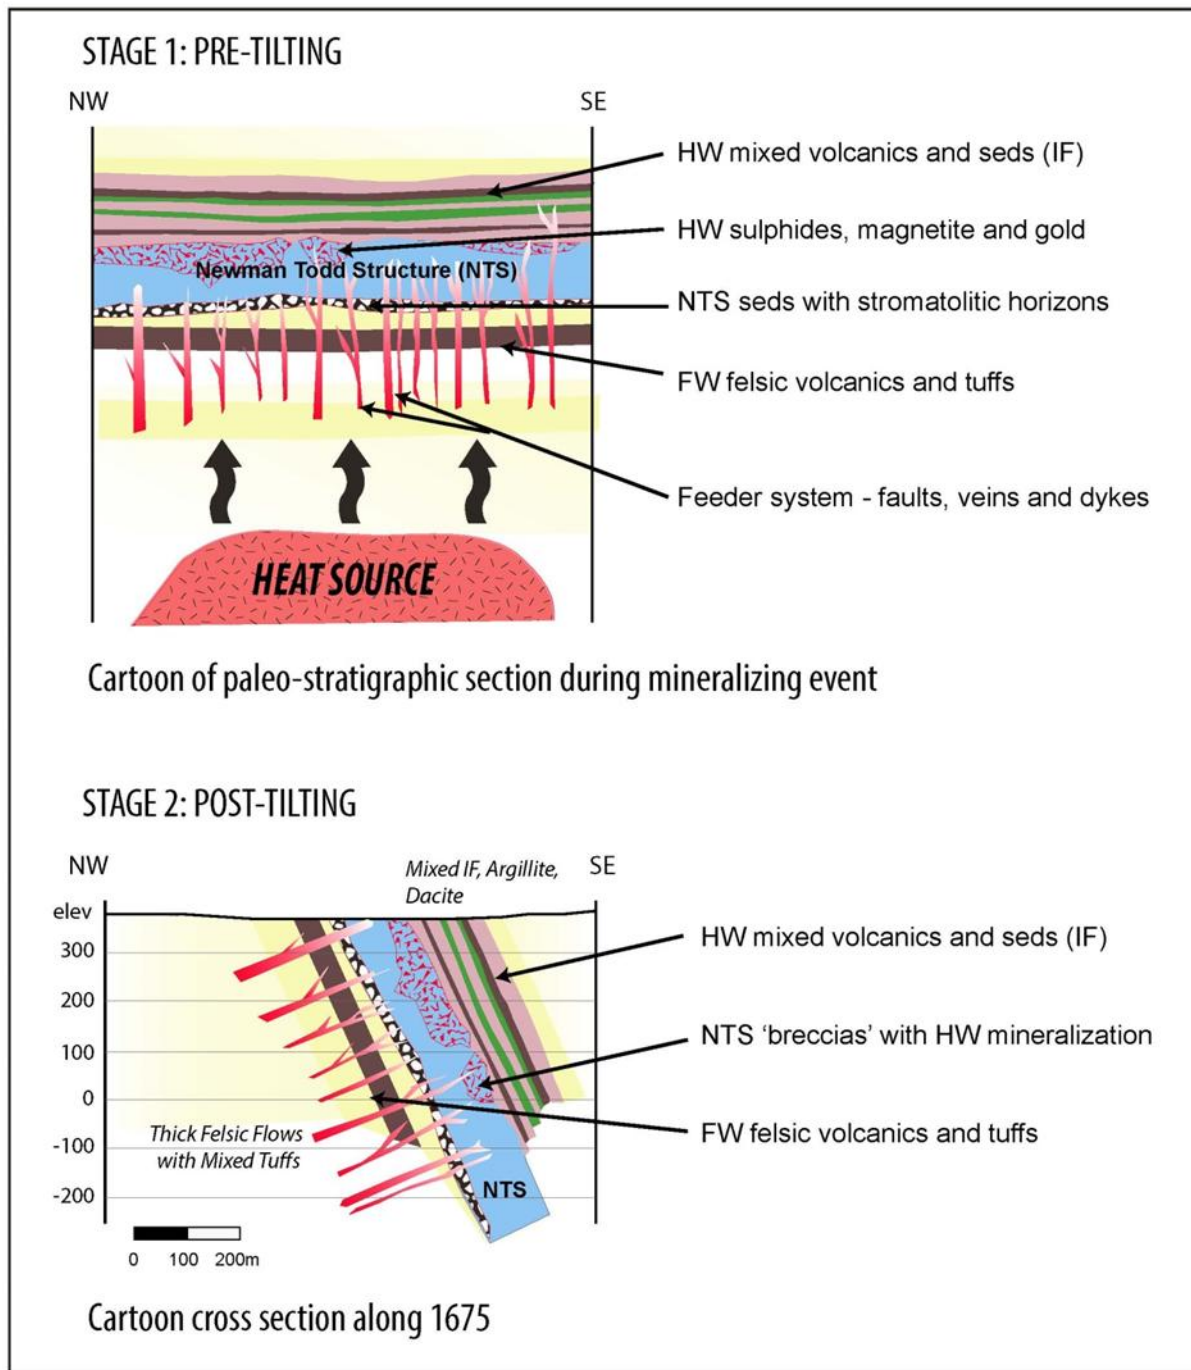 STAGE 1: PRE-TILTING
NW
SE
HW mixed volcanics and seds (IF)
HW sulphides, magnetite and gold
Newman Todd Structure (NTS)
NTS seds with stromatolitic horizons
FW felsic volcanics and tuffs
Feeder system - faults, veins and dykes
HEAT SOURCE
Cartoon of paleo-stratigraphic section during mineralizing event
STAGE 2: POST-TILTING
NW
Mixed IF, Argillite,
Dacite
SE
elev
300
200
100
0
-100
-200
HW mixed volcanics and seds (IF)
NTS ‘breccias’ with HW mineralization
FW felsic volcanics and tuffs
Thick Felsic Flows
with Mixed Tuffs
NTS
0 100 200m
Cartoon cross section along 1675